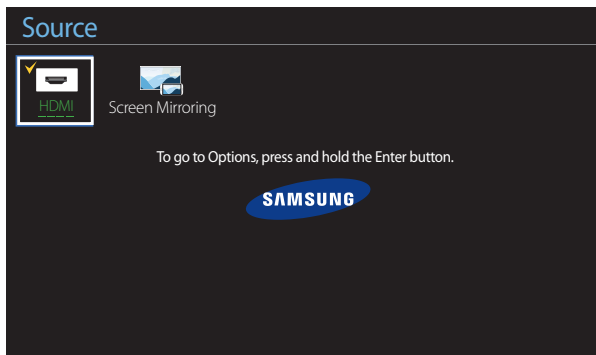 Source
HDMI
Screen Mirroring
To go to Options, press and hold the Enter button.
SAMSUNG